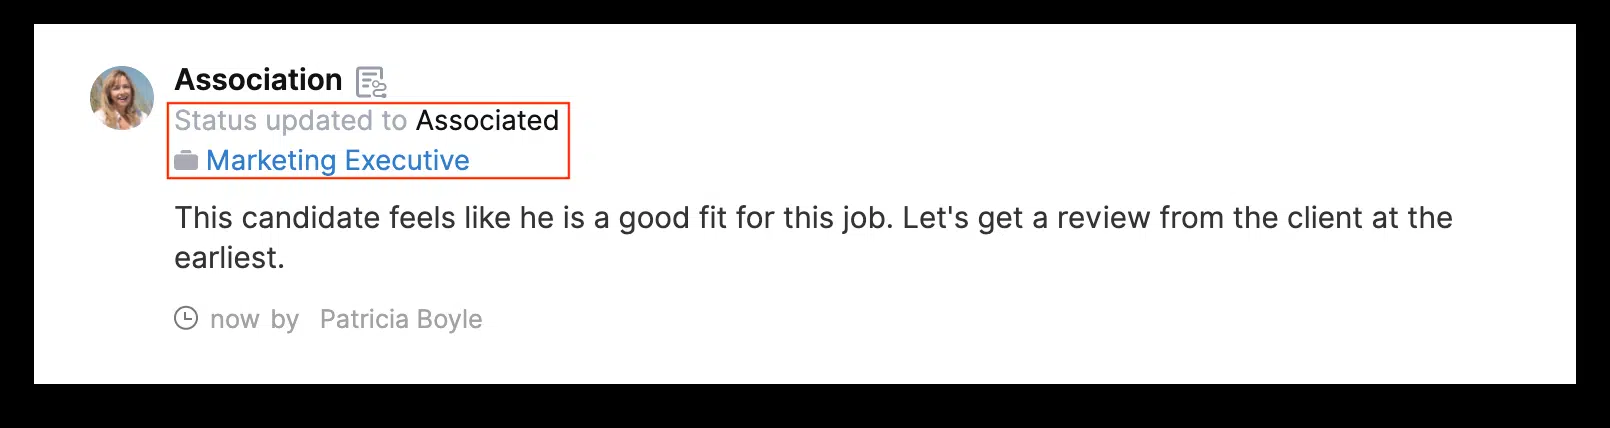 Association
Status updated to Associated
Marketing Executive
This candidate feels like he is a good fit for this job. Let's get a review from the client at the
earliest.
now by Patricia Boyle